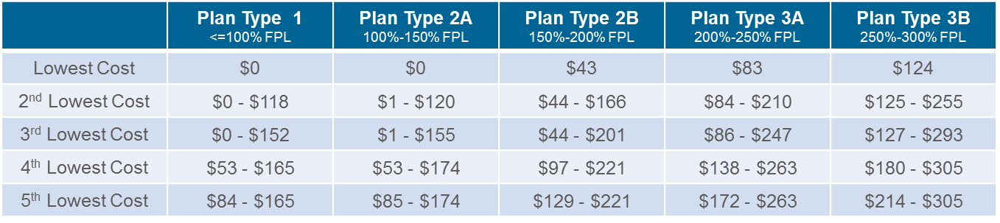 Plan Type 1 Plan Type 2A Plan Type 2B Plan Type 3A Plan Type 3B
<=100% FPL 100%-150% FPL 150%-200% FPL 200%-250% FPL 250%-300% FPL
Lowest Cost $0 $0 $43 $83 $124
2nd Lowest Cost $0 - $118 $1 - $120 $44 - $166 $84 - $210 $125 - $255
3rd Lowest Cost $0 - $152 $1 - $155 $44 - $201 $86 - $247 $127 - $293
4th Lowest Cost $53 - $165 $53 - $174 $97 - $221 $138 - $263 $180 - $305
5th Lowest Cost $84 - $165 $85 - $174 $129 - $221 $172 - $263 $214 - $305